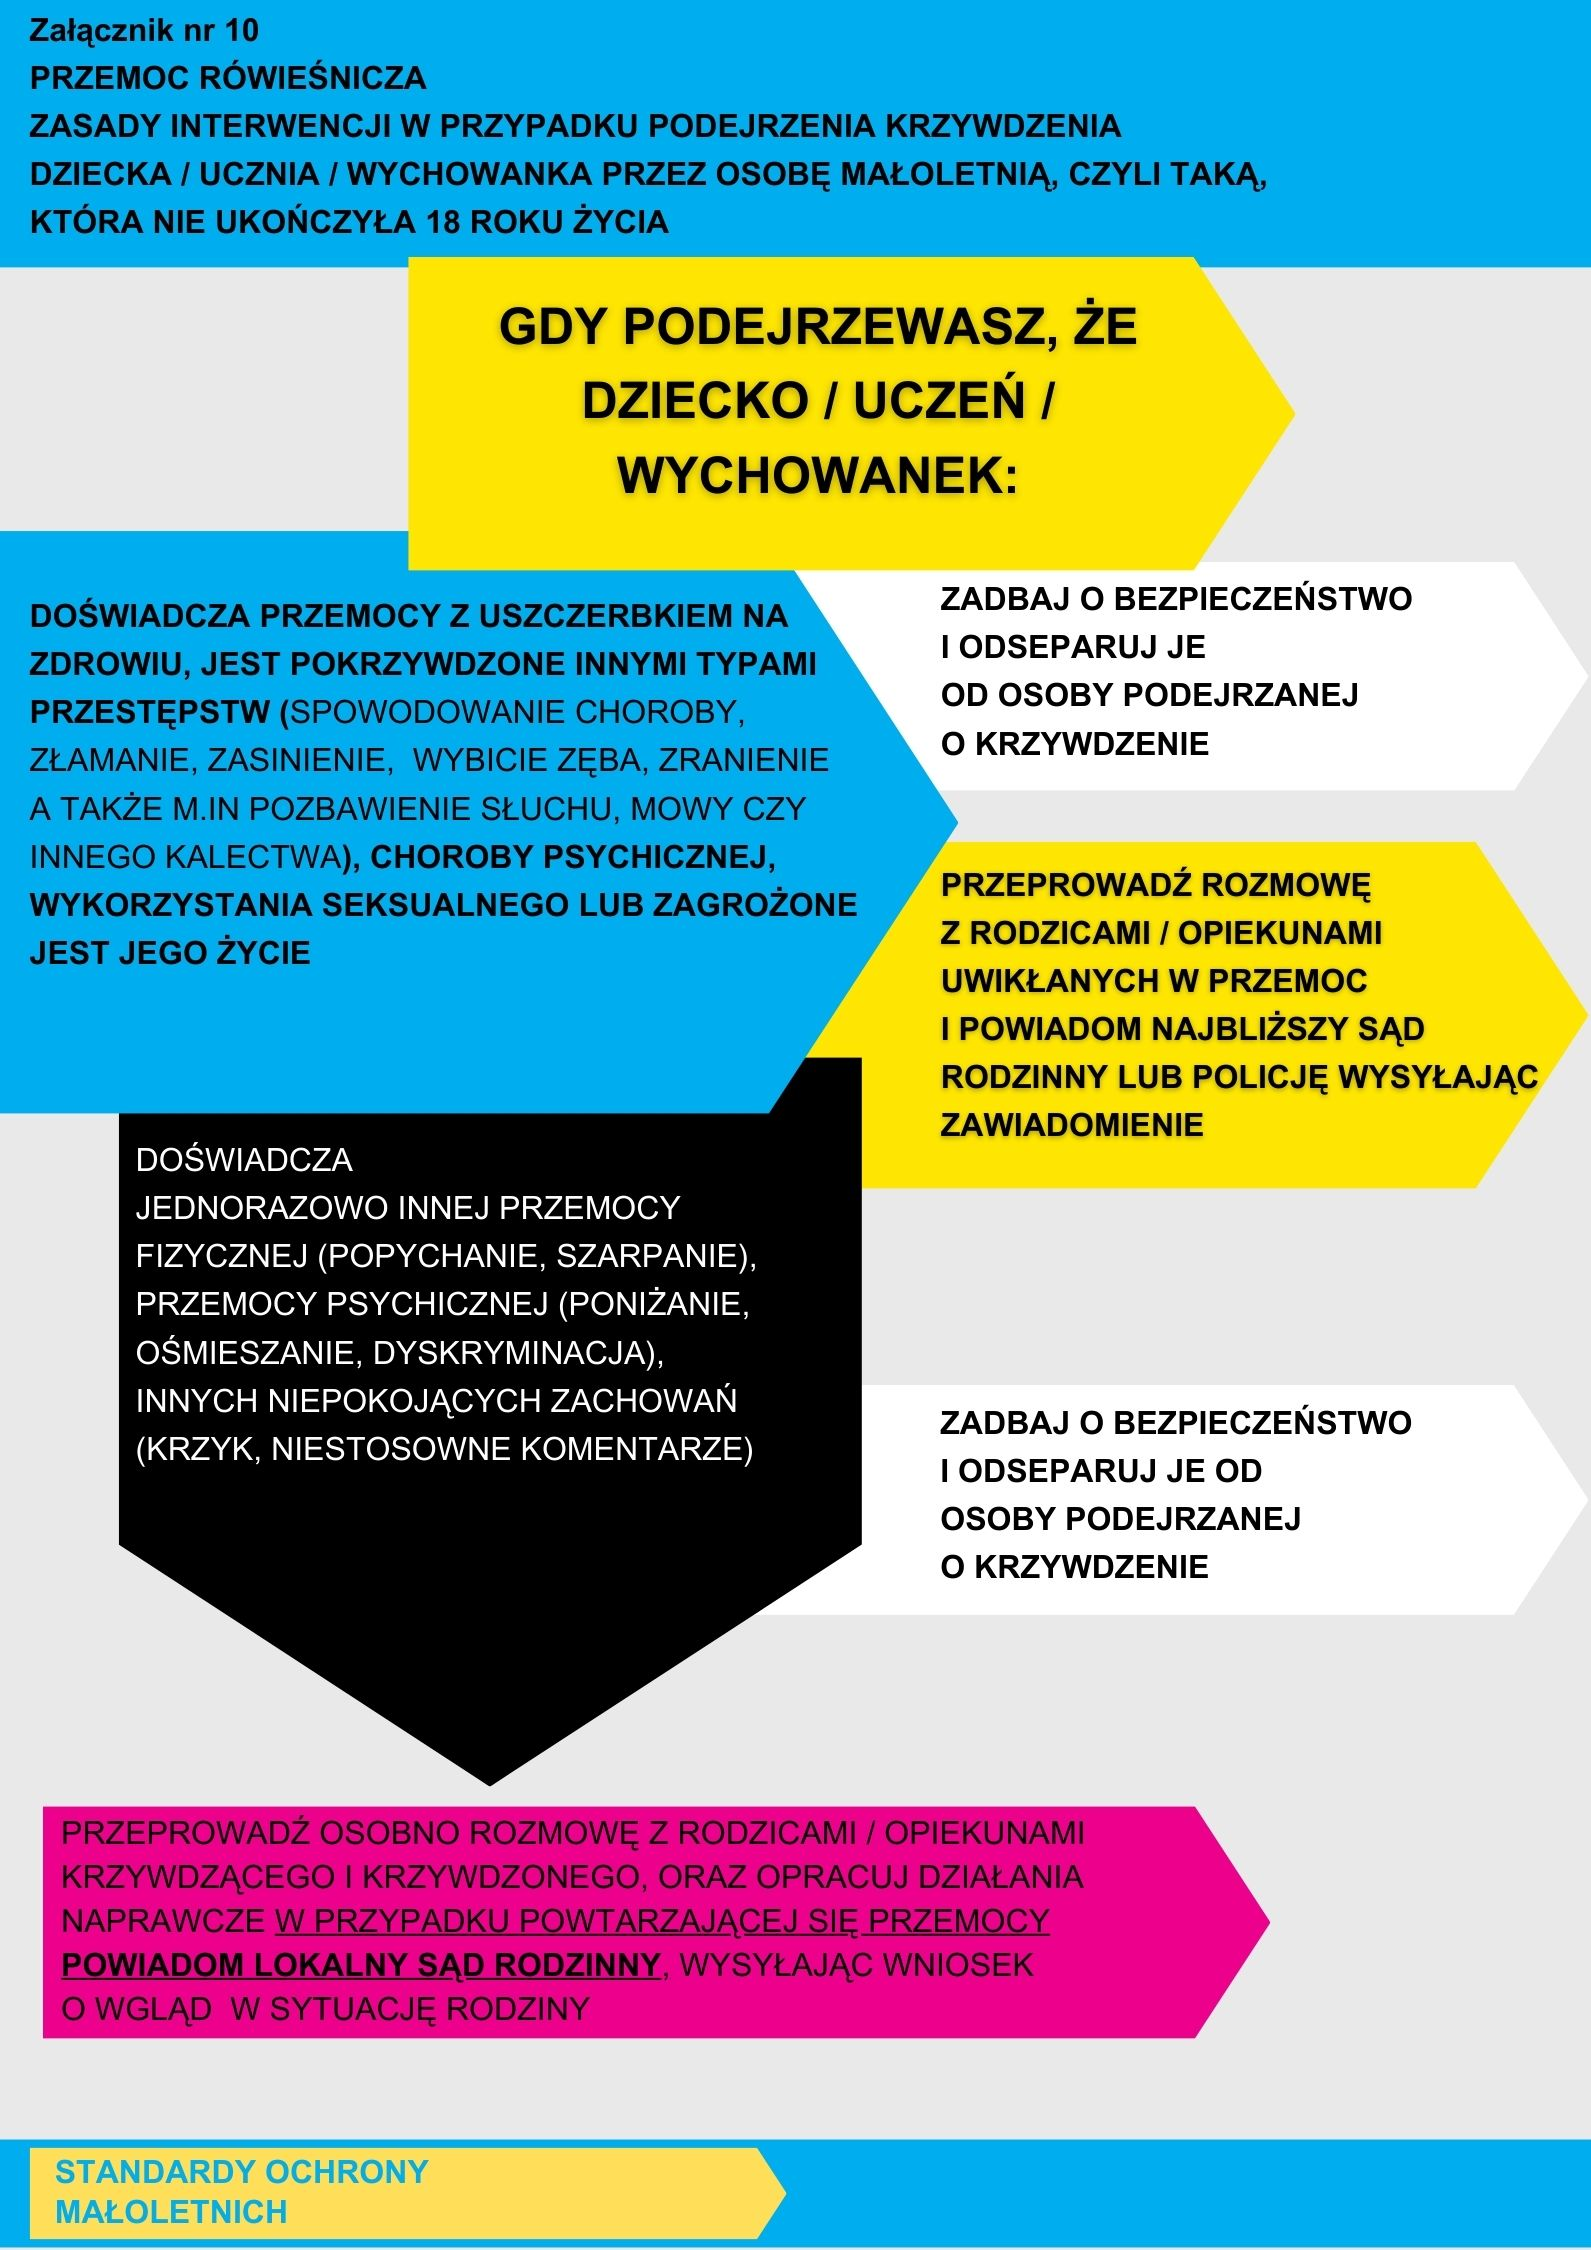 Załącznik nr 10
PRZEMOC RÓWIEŚNICZA
ZASADY INTERWENCJI W PRZYPADKU PODEJRZENIA KRZYWDZENIA
DZIECKA / UCZNIA / WYCHOWANKA PRZEZ OSOBĘ MAŁOLETNIĄ, CZYLI TAKĄ,
KTÓRA NIE UKOŃCZYŁA 18 ROKU ŻYCIA
GDY PODEJRZEWASZ, ŻE
DZIECKO / UCZEŃ /
WYCHOWANEK:
DOŚWIADCZA PRZEMOCY Z USZCZERBKIEM NA
ZDROWIU, JEST POKRZYWDZONE INNYMI TYPAMI
PRZESTĘPSTW (SPOWODOWANIE CHOROBY,
ZŁAMANIE, ZASINIENIE, WYBICIE ZĘBA, ZRANIENIE
A TAKŻE M.IN POZBAWIENIE SŁUCHU, MOWY CZY
INNEGO KALECTWA), CHOROBY PSYCHICZNEJ,
WYKORZYSTANIA SEKSUALNEGO LUB ZAGROŻONE
JEST JEGO ŻYCIE
ZADBAJ O BEZPIECZEŃSTWO
I ODSEPARUJ JE
OD OSOBY PODEJRZANEJ
O KRZYWDZENIE
PRZEPROWADŹ ROZMOWĘ
Z RODZICAMI / OPIEKUNAMI
UWIKŁANYCH W PRZEMOC
I POWIADOM NAJBLIŻSZY SĄD
RODZINNY LUB POLICJĘ WYSYŁAJĄC
ZAWIADOMIENIE
DOŚWIADCZA
JEDNORAZOWO INNEJ PRZEMOCY
FIZYCZNEJ (POPYCHANIE, SZARPANIE),
PRZEMOCY PSYCHICZNEJ (PONIŻANIE,
OŚMIESZANIE, DYSKRYMINACJA),
INNYCH NIEPOKOJĄCYCH ZACHOWAŃ
(KRZYK, NIESTOSOWNE KOMENTARZE)
ZADBAJ O BEZPIECZEŃSTWO
I ODSEPARUJ JE OD
OSOBY PODEJRZANEJ
O KRZYWDZENIE
PRZEPROWADŹ OSOBNO ROZMOWĘ Z RODZICAMI / OPIEKUNAMI
KRZYWDZĄCEGO I KRZYWDZONEGO, ORAZ OPRACUJ DZIAŁANIA
NAPRAWCZE W PRZYPADKU POWTARZAJĄCEJ SIĘ PRZEMOCY
POWIADOM LOKALNY SĄD RODZINNY, WYSYŁAJĄC WNIOSEK
O WGLĄD W SYTUACJĘ RODZINY
STANDARDY OCHRONY
MAŁOLETNICH